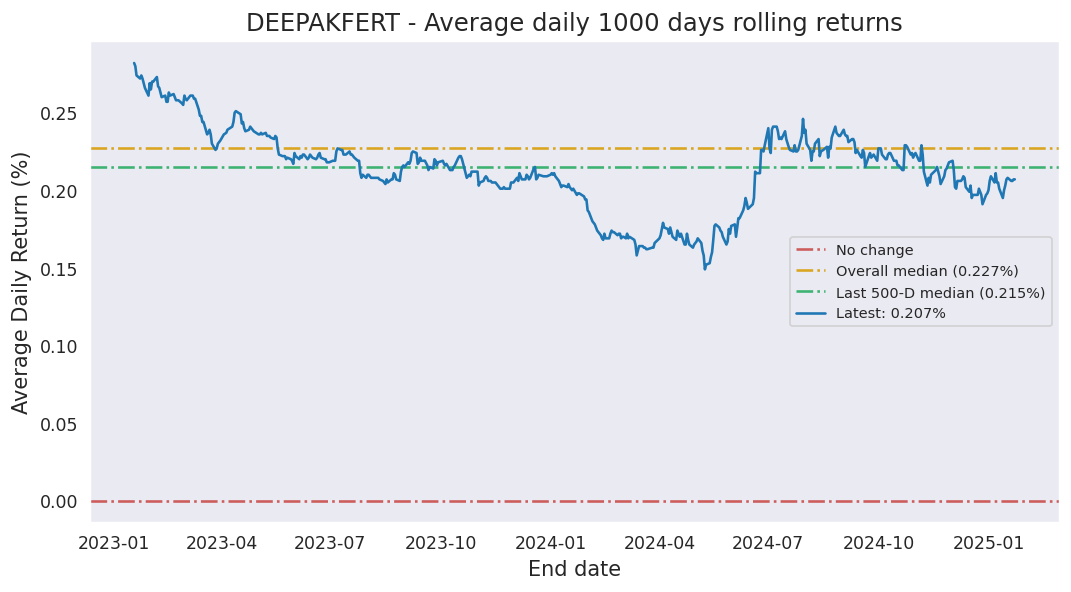 DEEPAKFERT - Average daily 1000 days rolling returns
Average Daily Return (%)
0.25
0.20
0.15
0.10
0.05
0.00
No change
Overall median (0.227%)
Last 500-D median (0.215%)
Latest: 0.207%
2023-01 2023-04 2023-07 2023-10 2024-01 2024-04 2024-07 2024-10 2025-01
End date